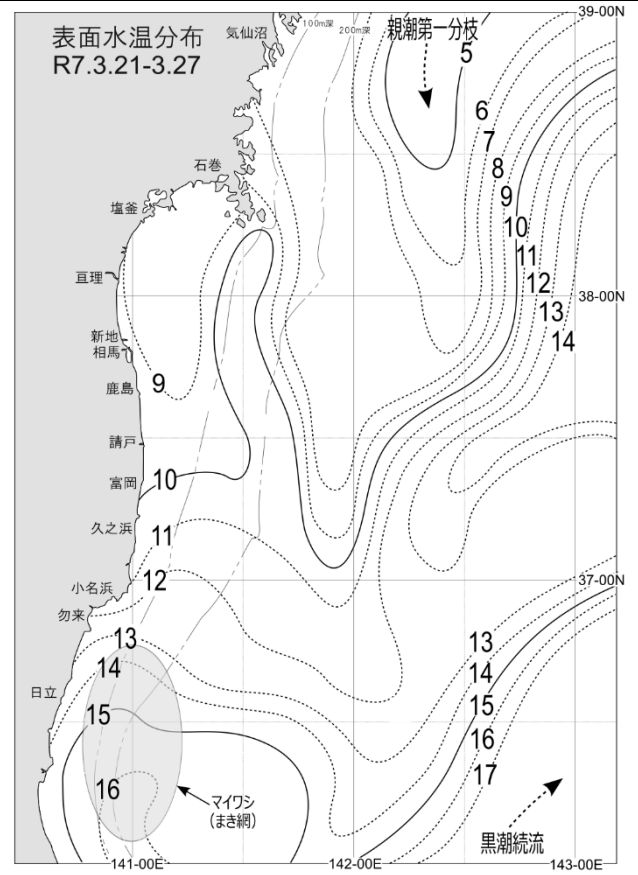 表面水温分布
R7.3.21-3.27
気仙沼
100m深
200m深
親潮第一分枝
39-00N
5
6
7
8
9
10
11
12
13
14
石巻
塩釜
亘理
38-00N
新地
相馬
鹿島
9
請戸
富岡
10
久之浜
11
小名浜
12
37-00N
勿来
13
14
日立
15
16
マイワシ
(まき網)
13
14
15
16
17
黒潮続流
141-00E
142-00E
143-00E